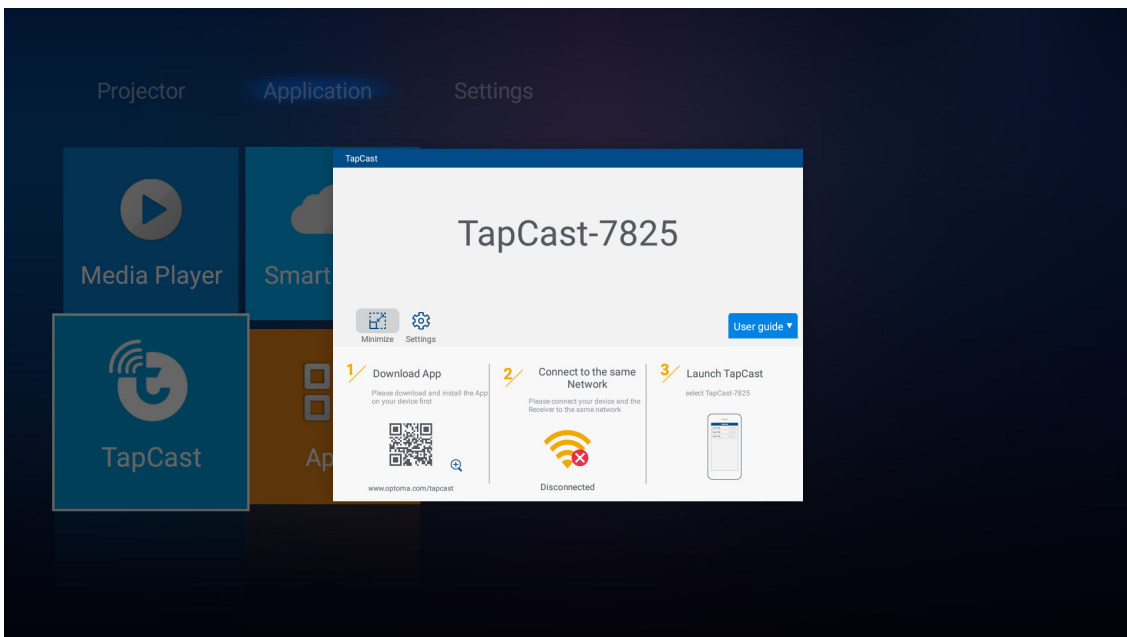 Projector
Application
Settings
TapCast
TapCast-7825
Media Player
Smart
Minimize
Settings
User guide
1/
Download App
Please download and install the App
on your device first
www.optoma.com/tapcast
2/
Connect to the same
Network
Please connect your device and the
Receiver to the same network
Disconnected
3/
Launch TapCast
select TapCast-7825
TapCast
Ap